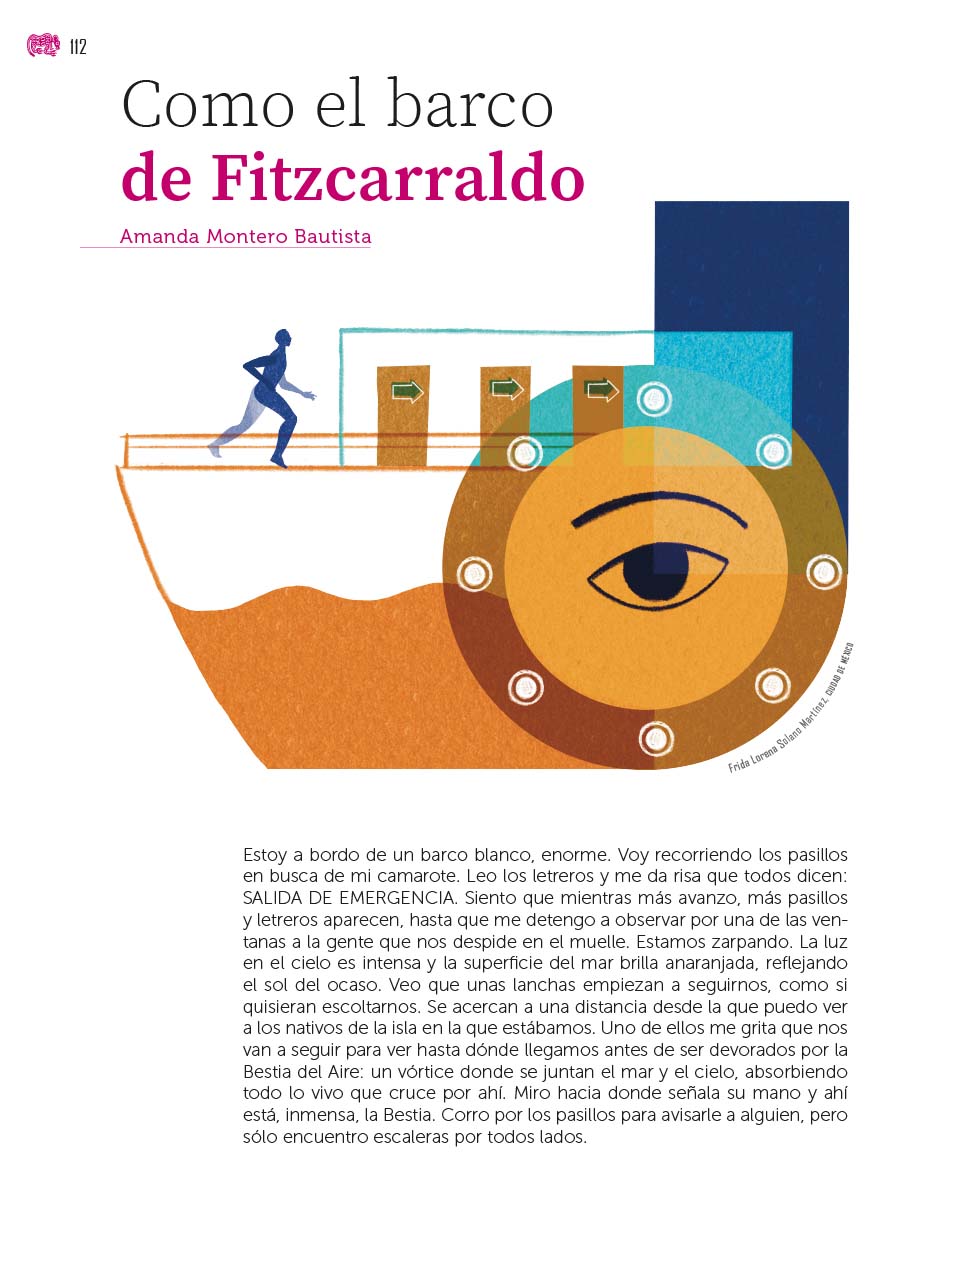 112
Como el barco
de Fitzcarraldo
Amanda Montero Bautista
Frida Lorena Solano Martínez, CIUDAD DE MÉXICO
Estoy a bordo de un barco blanco, enorme. Voy recorriendo los pasillos
en busca de mi camarote. Leo los letreros y me da risa que todos dicen:
SALIDA DE EMERGENCIA. Siento que mientras más avanzo, más pasillos
y letreros aparecen, hasta que me detengo a observar por una de las ven-
tanas a la gente que nos despide en el muelle. Estamos zarpando. La luz
en el cielo es intensa y la superficie del mar brilla anaranjada, reflejando
el sol del ocaso. Veo que unas lanchas empiezan a seguirnos, como si
quisieran escoltarnos. Se acercan a una distancia desde la que puedo ver
a los nativos de la isla en la que estábamos. Uno de ellos me grita que nos
van a seguir para ver hasta dónde llegamos antes de ser devorados por la
Bestia del Aire: un vórtice donde se juntan el mar y el cielo, absorbiendo
todo lo vivo que cruce por ahí. Miro hacia donde señala su mano y ahí
está, inmensa, la Bestia. Corro por los pasillos para avisarle a alguien, pero
sólo encuentro escaleras por todos lados.